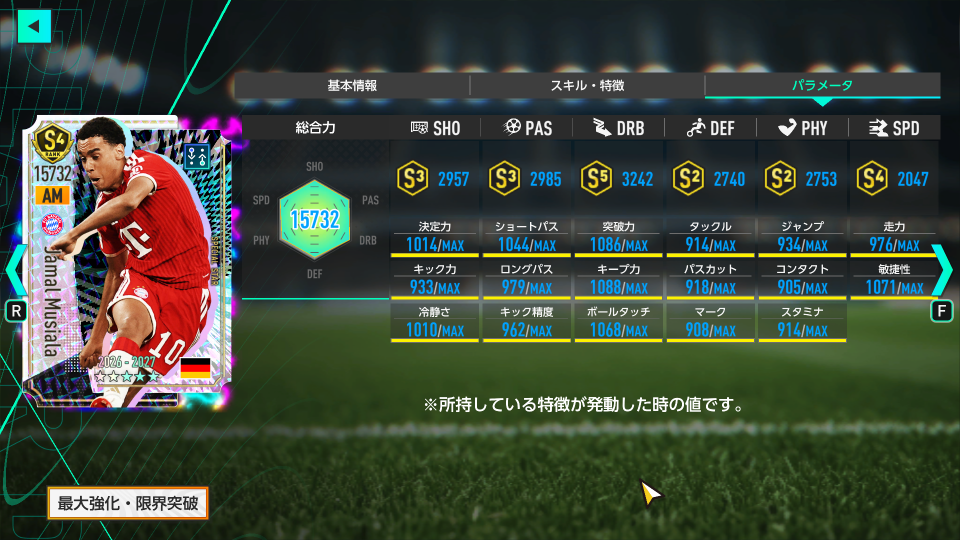 基本情報
スキル・特徴
パラメータ
総合力
SHO
PAS
DRB
DEF
PHY
SPD
SHO
SPD
PAS
15732
PHY
DRB
DEF
S3 2957
S3 2985
S5 3242
S2 2740
S2 2753
S4 2047
決定力
ショートパス
突破力
タックル
ジャンプ
走力
1014/MAX
1044/MAX
1086/MAX
914/MAX
934/MAX
976/MAX
キック力
ロングパス
キープ力
パスカット
コンタクト
敏捷性
933/MAX
979/MAX
1088/MAX
918/MAX
905/MAX
1071/MAX
冷静さ
キック精度
ボールタッチ
マーク
スタミナ
1010/MAX
962/MAX
1068/MAX
908/MAX
914/MAX
S4
RANK
15732
AM
Jamal Musiala
10
2026 - 2027
R
F
※所持している特徴が発動した時の値です。
最大強化・限界突破